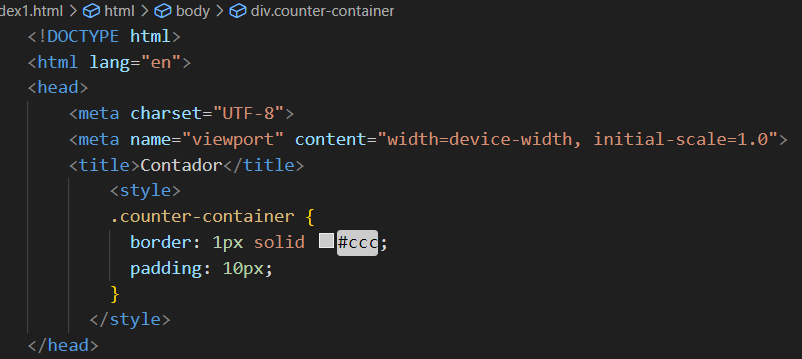 dex1.html > html > body > div.counter-container
<!DOCTYPE html>
<html lang="en">
<head>
    <meta charset="UTF-8">
    <meta name="viewport" content="width=device-width, initial-scale=1.0">
    <title>Contador</title>
        <style>
        .counter-container {
          border: 1px solid #ccc;
          padding: 10px;
        }
      </style>
</head>